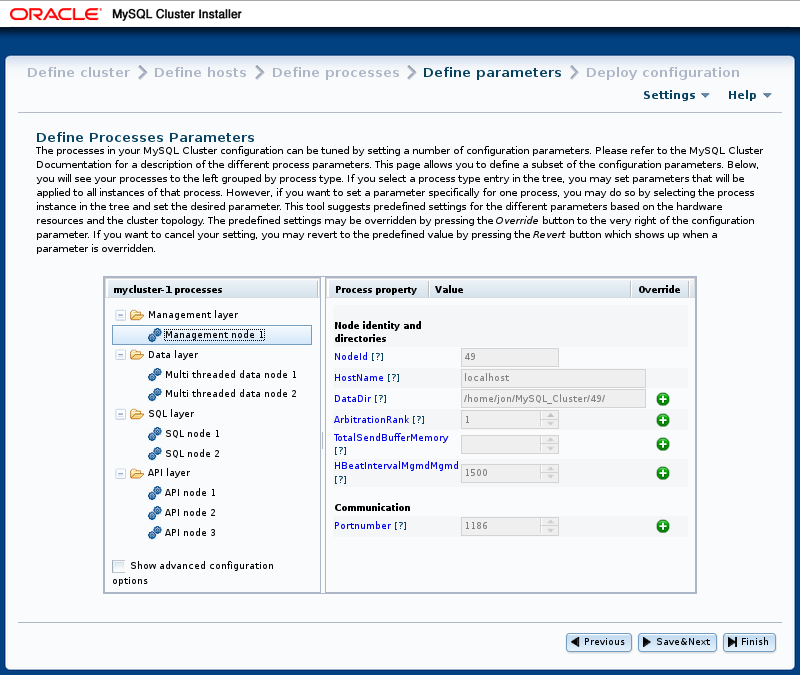 ORACLE MySQL Cluster Installer
Define cluster Define hosts Define processes Define parameters Deploy configuration
Settings Help
Define Processes Parameters
The processes in your MySQL Cluster configuration can be tuned by setting a number of configuration parameters. Please refer to the MySQL Cluster
Documentation for a description of the different process parameters. This page allows you to define a subset of the configuration parameters. Below,
you will see your processes to the left grouped by process type. If you select a process type entry in the tree, you may set parameters that will be
applied to all instances of that process. However, if you want to set a parameter specifically for one process, you may do so by selecting the process
instance in the tree and set the desired parameter. This tool suggests predefined settings for the different parameters based on the hardware
resources and the cluster topology. The predefined settings may be overridden by pressing the Override button to the very right of the configuration
parameter. If you want to cancel your setting, you may revert to the predefined value by pressing the Revert button which shows up when a
parameter is overridden.
mycluster-1 processes
Management layer
Management node 1
Data layer
Multi threaded data node 1
Multi threaded data node 2
SQL layer
SQL node 1
SQL node 2
API layer
API node 1
API node 2
API node 3
Show advanced configuration
options
Process property Value Override
Node identity and
directories
NodeId [?] 49
HostName [?] localhost
DataDir [?] /home/jon/MySQL_Cluster/49/
ArbitrationRank [?] 1
TotalSendBufferMemory
[?]
HBeatIntervalMgmdMgmd
[?] 1500
Communication
Portnumber [?] 1186
Previous Save&Next Finish